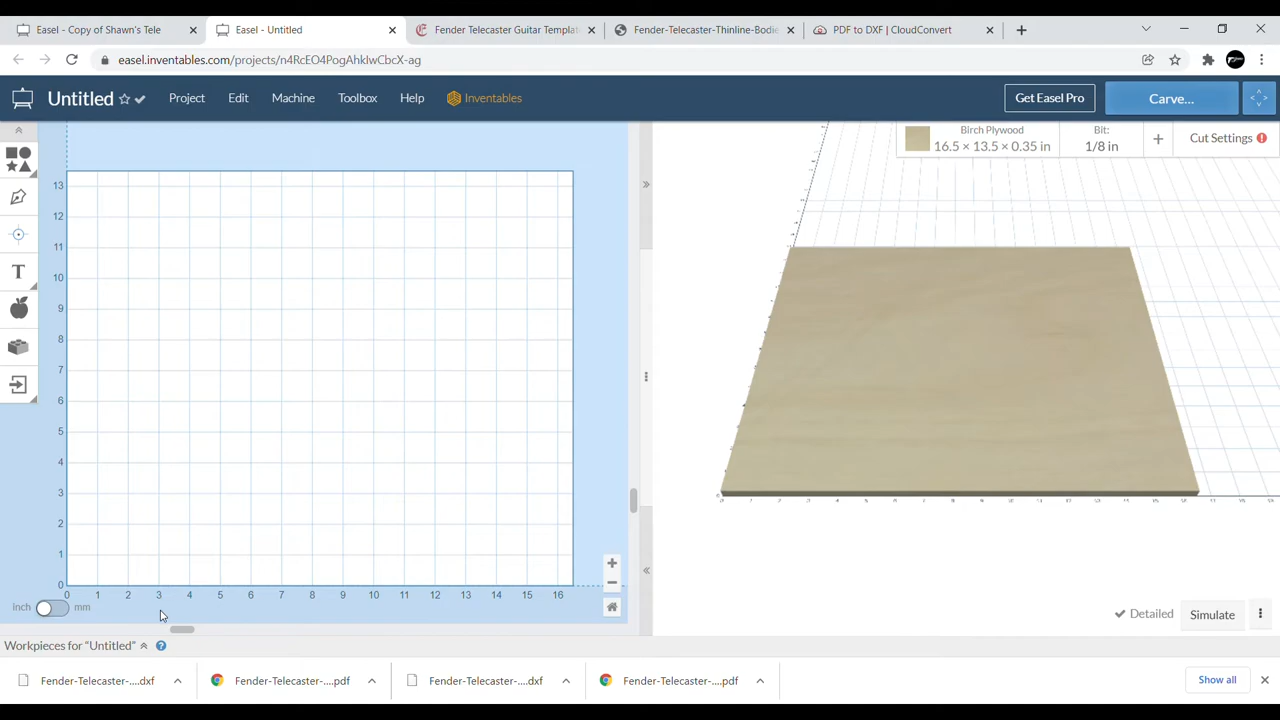 Easel - Copy of Shawn's Tele
Easel - Untitled
Fender Telecaster Guitar Templat
Fender-Telecaster-Thinline-Bodie
PDF to DXF | CloudConvert
easel.inventables.com/projects/n4RcEO4PogAhklwCbcX-ag
Untitled
Project
Edit
Machine
Toolbox
Help
Inventables
Get Easel Pro
Carve...
Birch Plywood
16.5 × 13.5 × 0.35 in
Bit:
1/8 in
Cut Settings
T
13
12
11
10
9
8
7
6
5
4
3
2
1
0
0 1 2 3 4 5 6 7 8 9 10 11 12 13 14 15 16
Inch
mm
Detailed
Simulate
Workpieces for "Untitled"
Fender-Telecaster-....dxf
Fender-Telecaster-....pdf
Fender-Telecaster-....dxf
Fender-Telecaster-....pdf
Show all